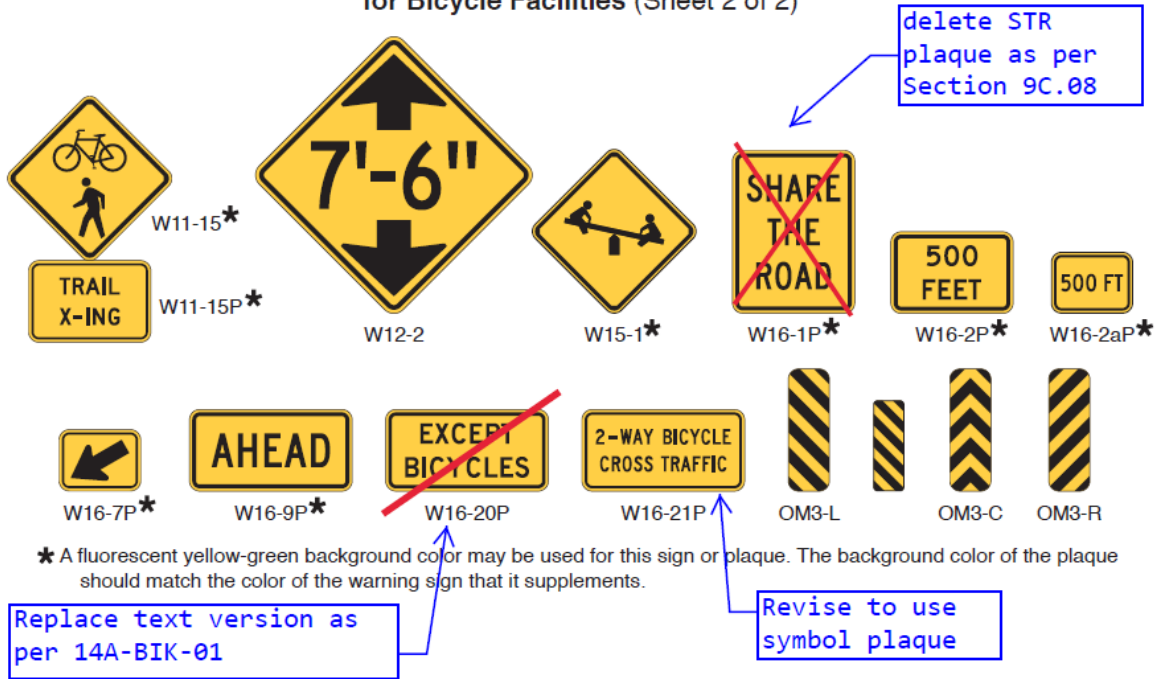 for Bicycle Facilities (Sheet 2 of 2)
delete STR
plaque as per
Section 9C.08
7'-6"
SHARE
THE
ROAD
W11-15*
TRAIL
X-ING
W11-15P*
500
FEET
500 FT
W12-2
W15-1*
W16-1P*
W16-2P*
W16-2aP*
AHEAD
EXCEPT
BICYCLES
2-WAY BICYCLE
CROSS TRAFFIC
W16-7P*
W16-9P*
W16-20P
W16-21P
OM3-L
OM3-C
OM3-R
* A fluorescent yellow-green background color may be used for this sign or plaque. The background color of the plaque
should match the color of the warning sign that it supplements.
Replace text version as
per 14A-BIK-01
Revise to use
symbol plaque